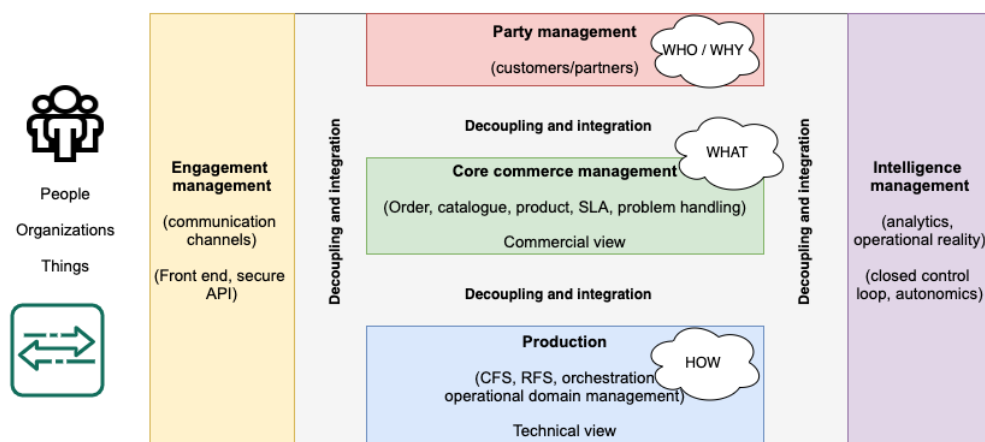 People
Organizations
Things
Engagement
management
(communication
channels)
(Front end, secure
API)
Decoupling and integration
Party management
(customers/partners)
WHO / WHY
Decoupling and integration
Core commerce management
WHAT
(Order, catalogue, product, SLA, problem handling)
Commercial view
Decoupling and integration
Production
(CFS, RFS, orchestration
operational domain management)
HOW
Technical view
Decoupling and integration
Intelligence
management
(analytics,
operational reality)
(closed control
loop, autonomics)